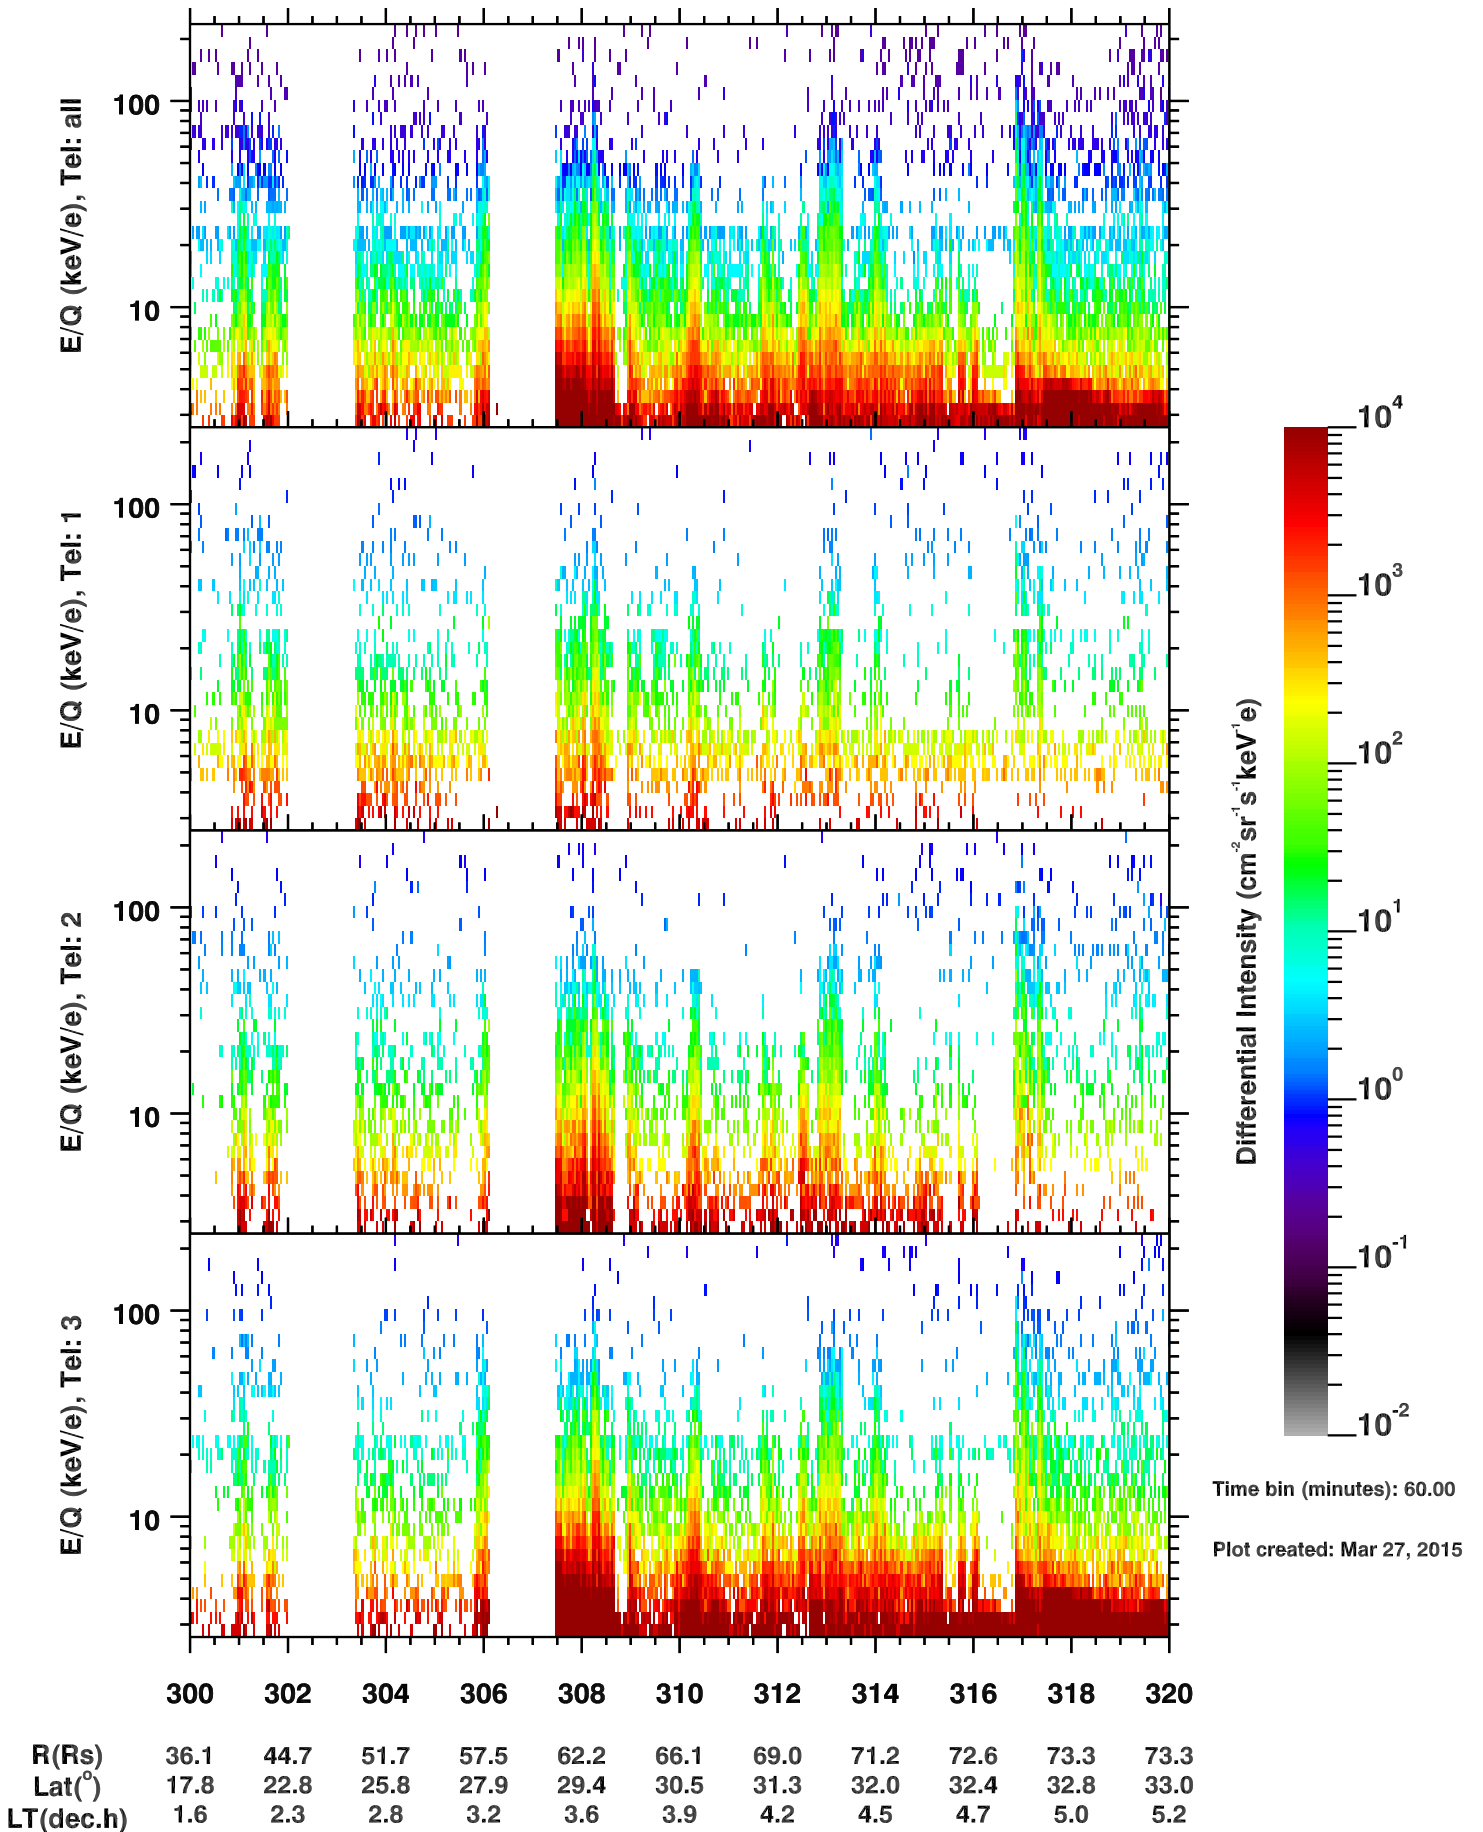 E/Q (keV/e), Tel: all
100
10
E/Q (keV/e), Tel: 1
100
10
E/Q (keV/e), Tel: 2
100
10
E/Q (keV/e), Tel: 3
100
10
300 302 304 306 308 310 312 314 316 318 320
R(Rs) 36.1 44.7 51.7 57.5 62.2 66.1 69.0 71.2 72.6 73.3 73.3
Lat(°) 17.8 22.8 25.8 27.9 29.4 30.5 31.3 32.0 32.4 32.8 33.0
LT(dec.h) 1.6 2.3 2.8 3.2 3.6 3.9 4.2 4.5 4.7 5.0 5.2
Differential Intensity (cm⁻²sr⁻¹s⁻¹keV⁻¹e)
10⁴
10³
10²
10¹
10⁰
10⁻¹
10⁻²
Time bin (minutes): 60.00
Plot created: Mar 27, 2015